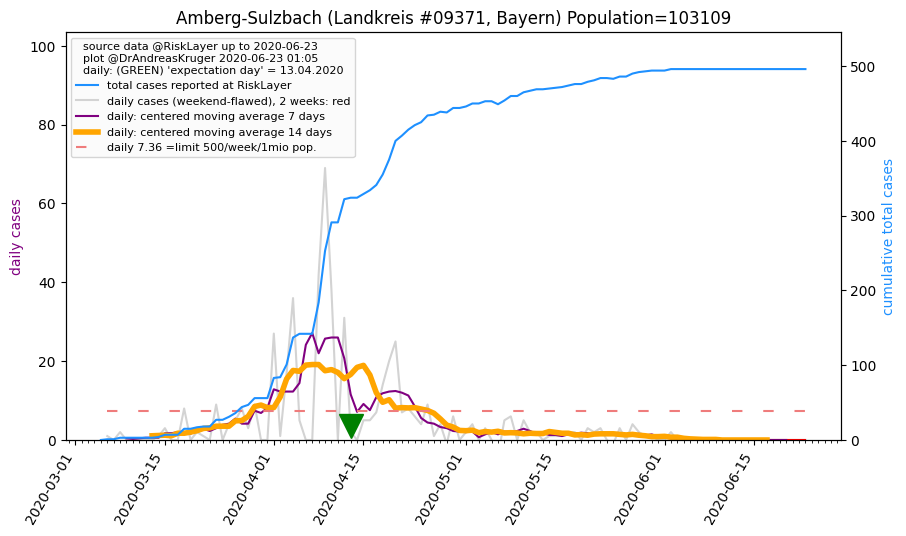 Amberg-Sulzbach (Landkreis #09371, Bayern) Population=103109
source data @RiskLayer up to 2020-06-23
plot @DrAndreasKruger 2020-06-23 01:05
daily: (GREEN) 'expectation day' = 13.04.2020
total cases reported at RiskLayer
daily cases (weekend-flawed), 2 weeks: red
daily: centered moving average 7 days
daily: centered moving average 14 days
daily 7.36 =limit 500/week/1mio pop.
daily cases
100
80
60
40
20
0
cumulative total cases
500
400
300
200
100
0
2020-03-01
2020-03-15
2020-04-01
2020-04-15
2020-05-01
2020-05-15
2020-06-01
2020-06-15